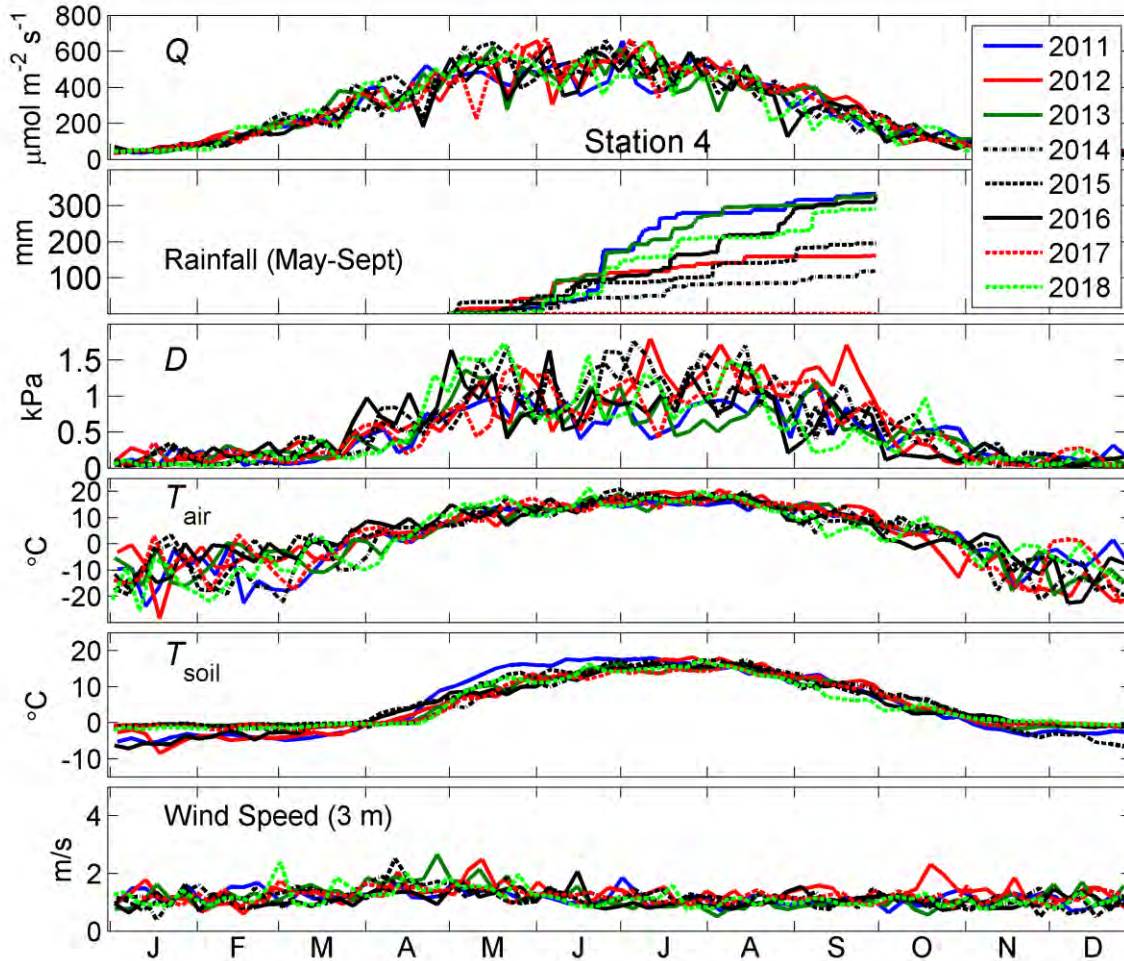 800
600
400
200
0
µmol m-2 s-1
Q
Station 4
2011
2012
2013
2014
2015
2016
2017
2018
300
200
100
mm
Rainfall (May-Sept)
1.5
1
0.5
0
kPa
D
20
10
0
-10
-20
°C
Tair
20
10
0
-10
°C
Tsoil
4
2
0
m/s
Wind Speed (3 m)
J F M A M J J A S O N D